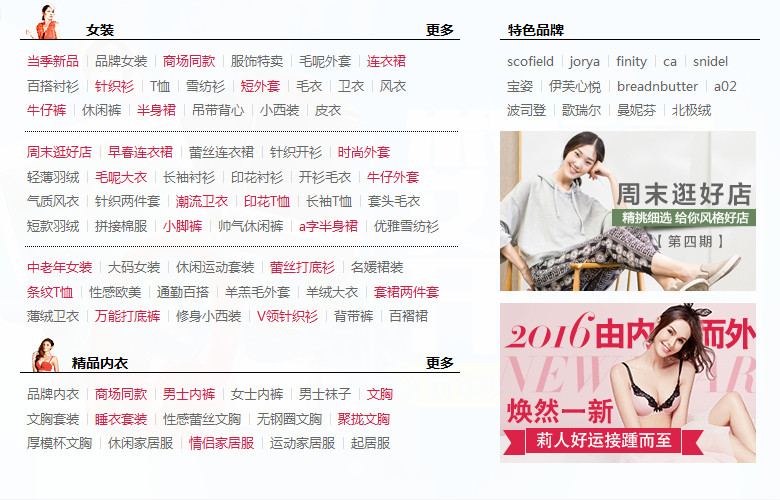 女装 更多
当季新品 品牌女装 商场同款 服饰特卖 毛呢外套 连衣裙
百搭衬衫 针织衫 T恤 雪纺衫 短外套 毛衣 卫衣 风衣
牛仔裤 休闲裤 半身裙 吊带背心 小西装 皮衣
周末逛好店 早春连衣裙 蕾丝连衣裙 针织开衫 时尚外套
轻薄羽绒 毛呢大衣 长袖衬衫 印花衬衫 开衫毛衣 牛仔外套
气质风衣 针织两件套 潮流卫衣 印花T恤 长袖T恤 套头毛衣
短款羽绒 拼接棉服 小脚裤 帅气休闲裤 a字半身裙 优雅雪纺衫
中老年女装 大码女装 休闲运动套装 蕾丝打底衫 名媛裙装
条纹T恤 性感欧美 通勤百搭 羊羔毛外套 羊绒大衣 套裙两件套
薄绒卫衣 万能打底裤 修身小西装 V领针织衫 背带裤 百褶裙
精品内衣 更多
品牌内衣 商场同款 男士内裤 女士内裤 男士袜子 文胸
文胸套装 睡衣套装 性感蕾丝文胸 无钢圈文胸 聚拢文胸
厚模杯文胸 休闲家居服 情侣家居服 运动家居服 起居服
特色品牌
scofield jorya finity ca snidel
宝姿 伊芙心悦 breadnbutter a02
波司登 歌瑞尔 曼妮芬 北极绒
周末逛好店
精挑细选 给你风格好店
【第四期】
2016由内而外
NEW YEAR
焕然一新
莉人好运接踵而至